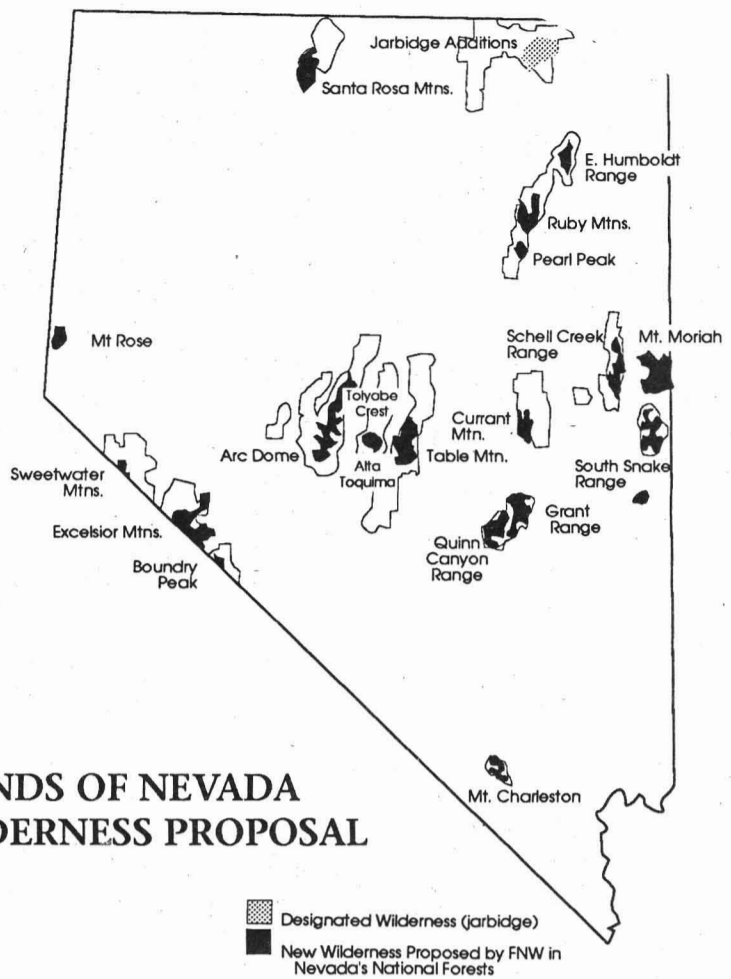 Jarbidge Additions
Santa Rosa Mtns.
E. Humboldt
Range
Ruby Mtns.
Pearl Peak
Mt Rose
Schell Creek
Range
Mt. Moriah
Toiyabe
Crest
Currant
Mtn.
Arc Dome
Alta
Toquima
Table Mtn.
South Snake
Range
Sweetwater
Mtns.
Excelsior Mtns.
Grant
Range
Quinn
Canyon
Range
Boundry
Peak
Mt. Charleston
NDS OF NEVADA
DERNESS PROPOSAL
Designated Wilderness (jarbidge)
New Wilderness Proposed by FNW in
Nevada's National Forests